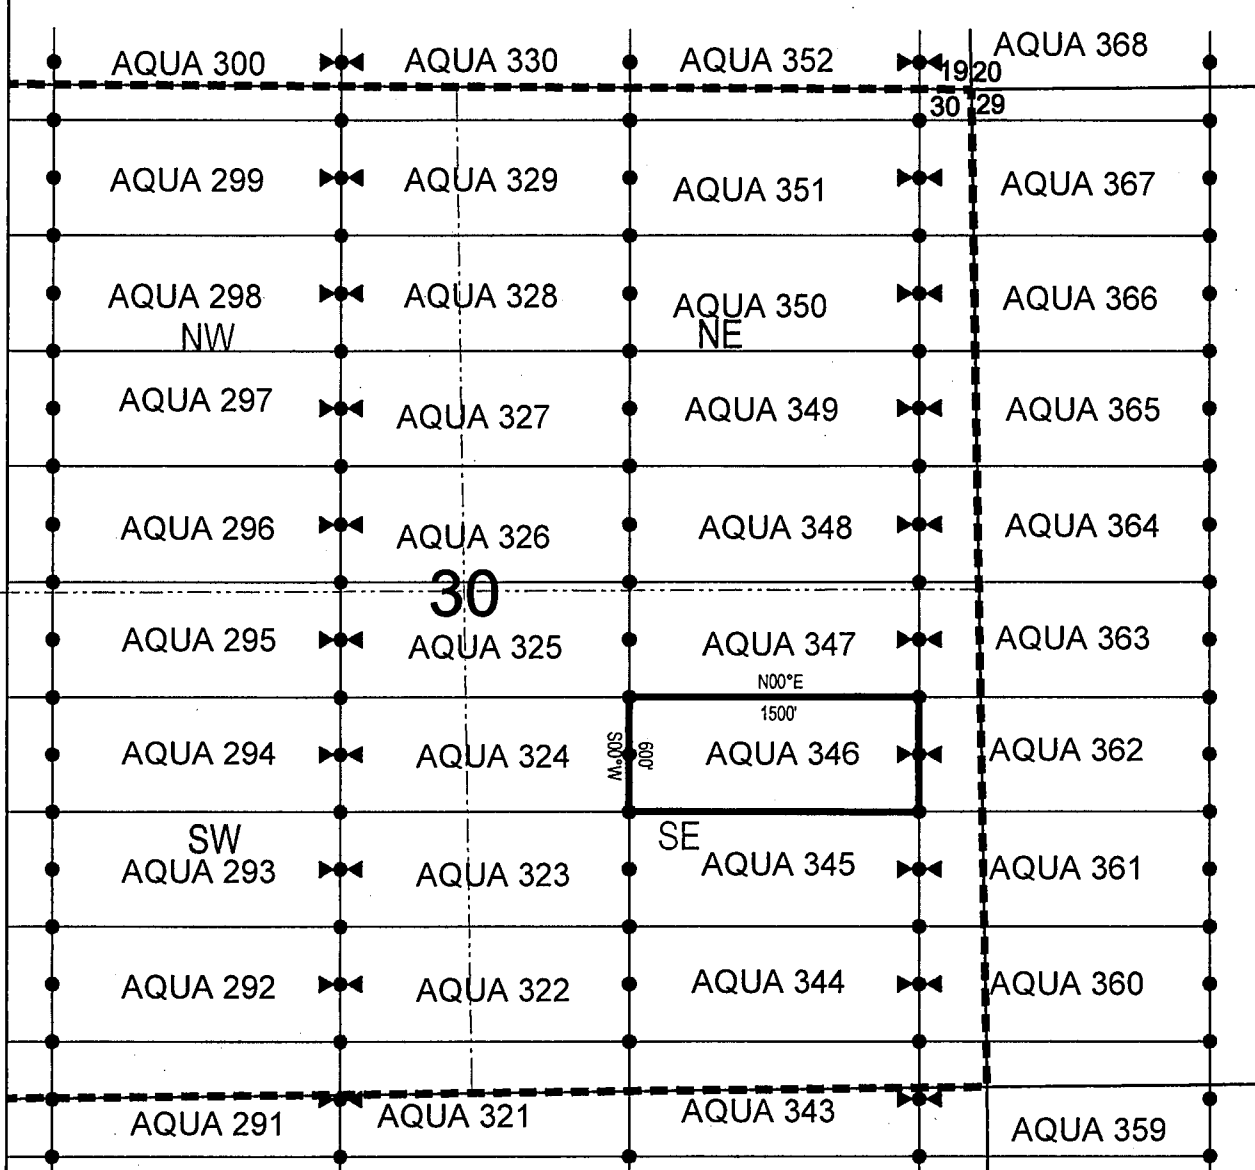 AQUA 300 AQUA 330 AQUA 352 AQUA 368
19 20
30 29
AQUA 299 AQUA 329 AQUA 351 AQUA 367
AQUA 298 AQUA 328 AQUA 350 AQUA 366
NW NE
AQUA 297 AQUA 327 AQUA 349 AQUA 365
AQUA 296 AQUA 326 AQUA 348 AQUA 364
30
AQUA 295 AQUA 325 AQUA 347 AQUA 363
N00°E
1500'
S00°W 600'
AQUA 294 AQUA 324 AQUA 346 AQUA 362
SW SE
AQUA 293 AQUA 323 AQUA 345 AQUA 361
AQUA 292 AQUA 322 AQUA 344 AQUA 360
AQUA 291 AQUA 321 AQUA 343 AQUA 359